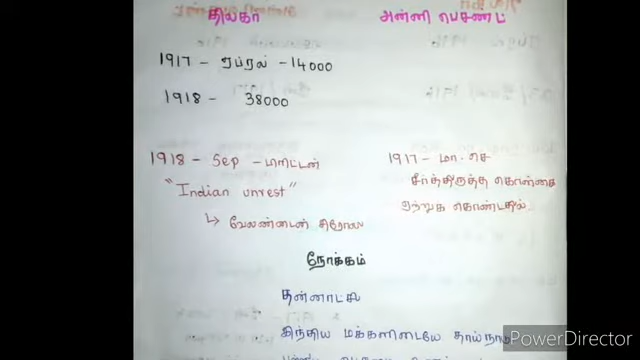 திலகர் அன்னி பெசண்ட்
1917 - ஏப்ரல் - 14000
1918 - 38000
1918 - Sep - பிரிட்டன் 1917 - மா. செ
"Indian unrest" சீர்த்திருத்த கொள்கை
↳ வேலண்டைன் சிரோல் ஏற்றுக கொண்டதில்.
நோக்கம்
தன்னாட்சி
இந்திய மக்களிடையே தாய்நா
PowerDirector